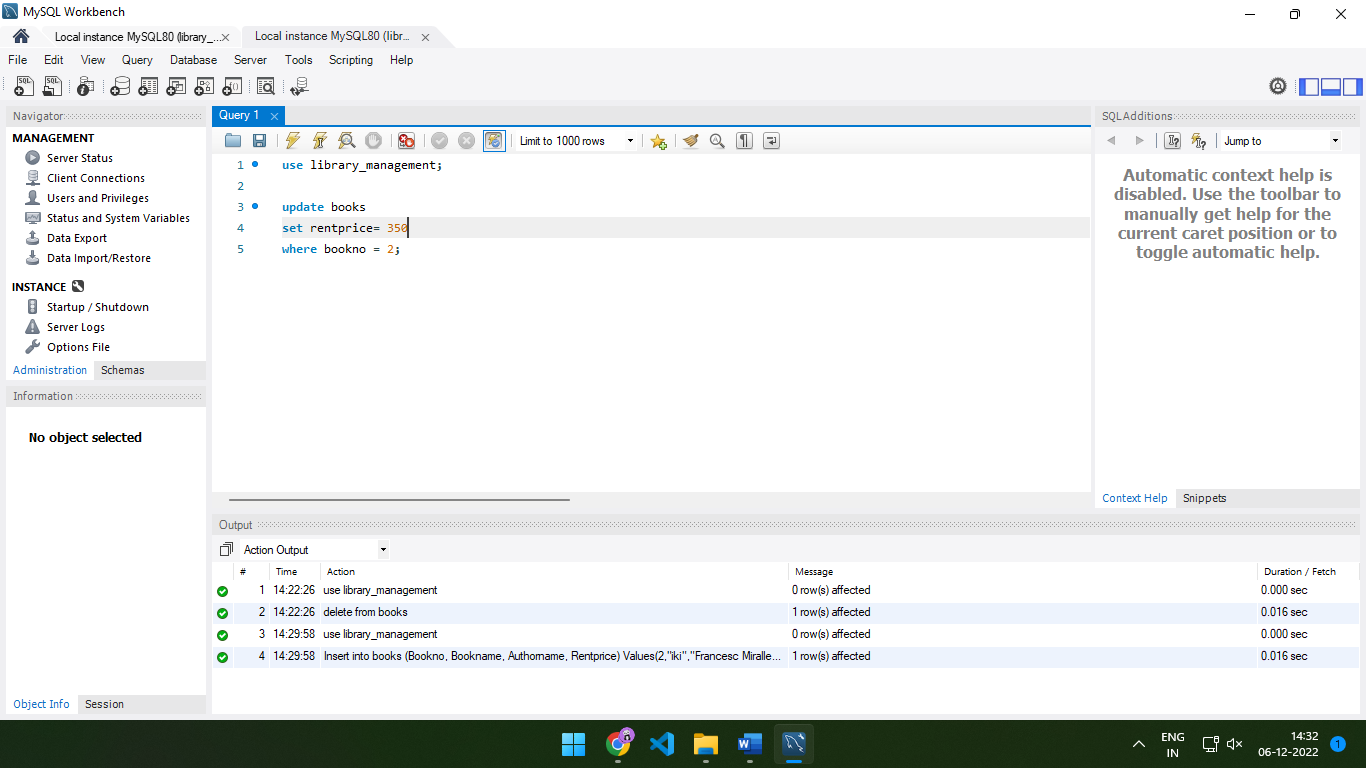 MySQL Workbench
Local instance MySQL80 (library_...
Local instance MySQL80 (libr...
File Edit View Query Database Server Tools Scripting Help
Navigator
MANAGEMENT
Server Status
Client Connections
Users and Privileges
Status and System Variables
Data Export
Data Import/Restore
INSTANCE
Startup / Shutdown
Server Logs
Options File
Administration Schemas
Information
No object selected
Object Info Session
Query 1
Limit to 1000 rows
1 use library_management;
2
3 update books
4 set rentprice= 350
5 where bookno = 2;
SQLAdditions
Jump to
Automatic context help is
disabled. Use the toolbar to
manually get help for the
current caret position or to
toggle automatic help.
Context Help Snippets
Output
Action Output
# Time Action Message Duration / Fetch
1 14:22:26 use library_management 0 row(s) affected 0.000 sec
2 14:22:26 delete from books 1 row(s) affected 0.016 sec
3 14:29:58 use library_management 0 row(s) affected 0.000 sec
4 14:29:58 Insert into books (Bookno, Bookname, Authorname, Rentprice) Values(2,"iki","Francesc Miralle... 1 row(s) affected 0.016 sec
ENG
IN
14:32
06-12-2022
1